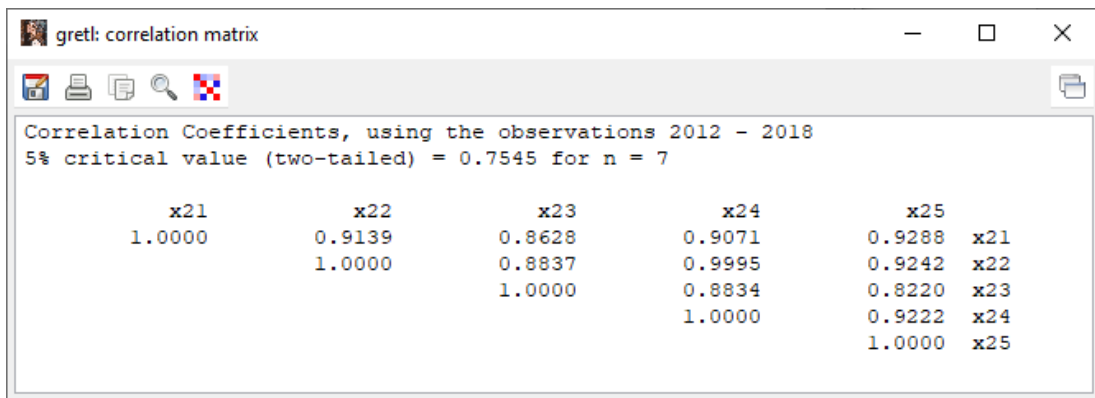 gretl: correlation matrix
Correlation Coefficients, using the observations 2012 - 2018
5% critical value (two-tailed) = 0.7545 for n = 7
x21 x22 x23 x24 x25
1.0000 0.9139 0.8628 0.9071 0.9288 x21
1.0000 0.8837 0.9995 0.9242 x22
1.0000 0.8834 0.8220 x23
1.0000 0.9222 x24
1.0000 x25